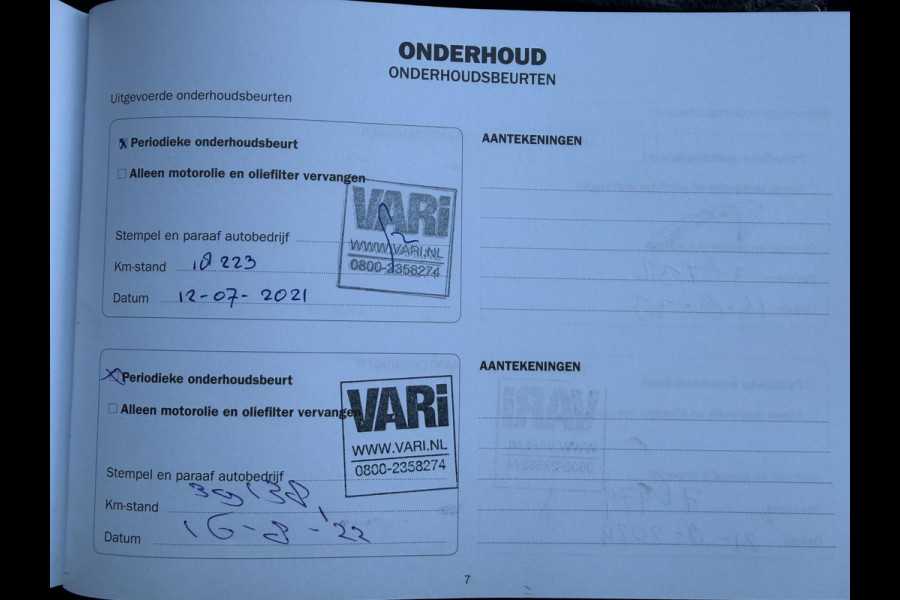 ONDERHOUD
ONDERHOUDSBEURTEN
Uitgevoerde onderhoudsbeurten
Periodieke onderhoudsbeurt
Alleen motorolie en oliefilter vervangen
VARi
WWW.VARI.NL
0800-2358274
Stempel en paraaf autobedrijf
Km-stand 18223
Datum 12-07-2021
AANTEKENINGEN
Periodieke onderhoudsbeurt
Alleen motorolie en oliefilter vervangen
VARi
WWW.VARI.NL
0800-2358274
Stempel en paraaf autobedrijf
Km-stand
Datum 16-8-'22
AANTEKENINGEN
7